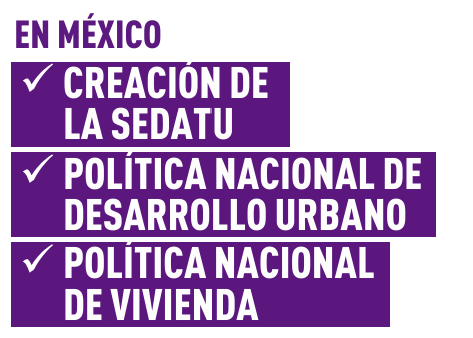 EN MÉXICO
✓ CREACIÓN DE
LA SEDATU
✓ POLÍTICA NACIONAL DE
DESARROLLO URBANO
✓ POLÍTICA NACIONAL
DE VIVIENDA